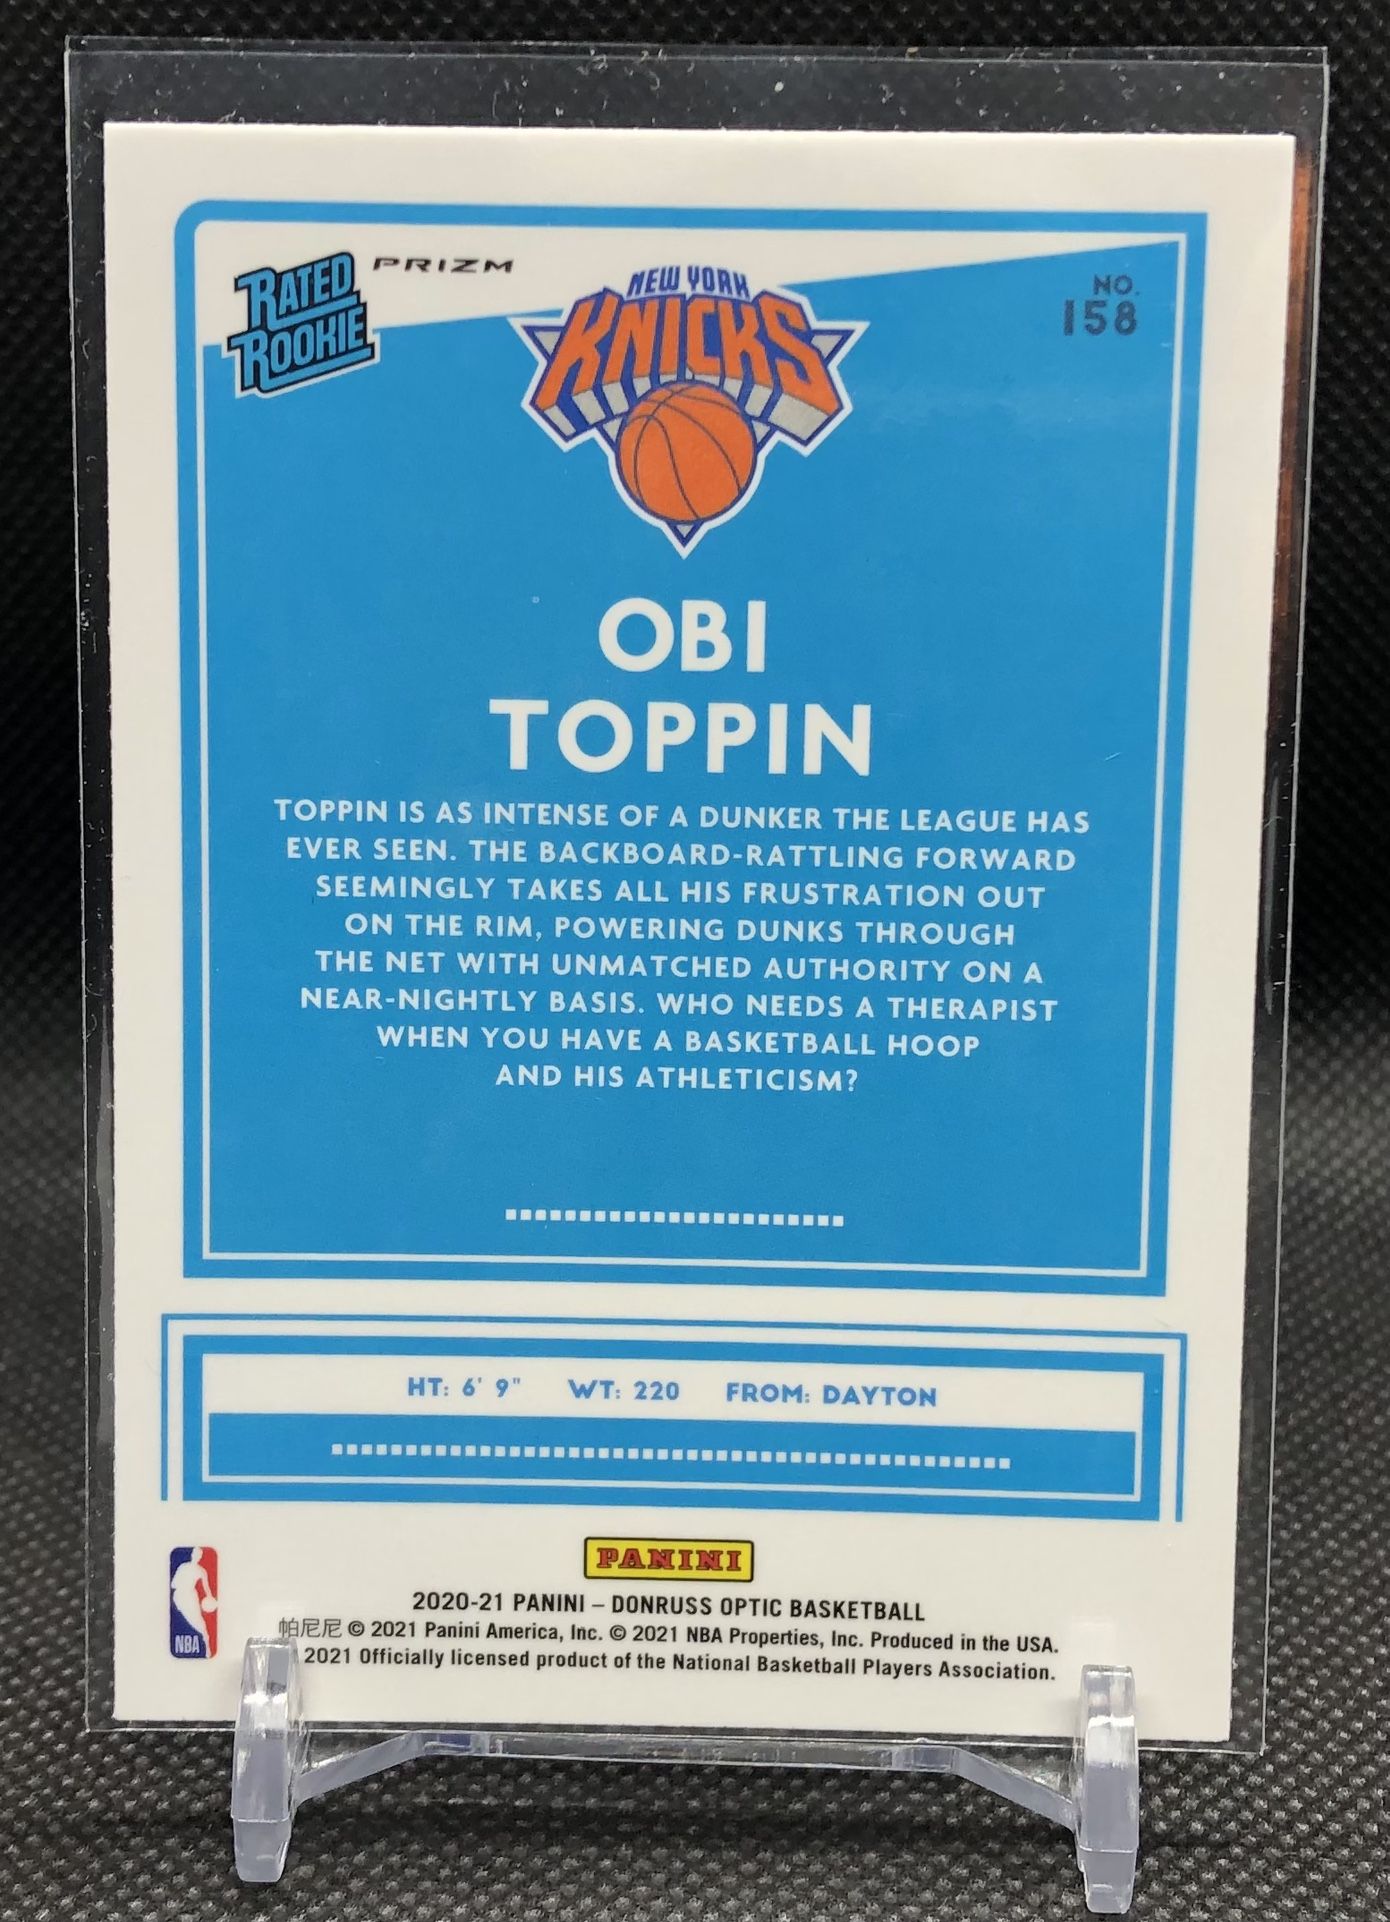 RATED
ROOKIE
PRIZM
NEW YORK
KNICKS
NO.
158
OBI
TOPPIN
TOPPIN IS AS INTENSE OF A DUNKER THE LEAGUE HAS
EVER SEEN. THE BACKBOARD-RATTLING FORWARD
SEEMINGLY TAKES ALL HIS FRUSTRATION OUT
ON THE RIM, POWERING DUNKS THROUGH
THE NET WITH UNMATCHED AUTHORITY ON A
NEAR-NIGHTLY BASIS. WHO NEEDS A THERAPIST
WHEN YOU HAVE A BASKETBALL HOOP
AND HIS ATHLETICISM?
HT: 6' 9" WT: 220 FROM: DAYTON
PANINI
2020-21 PANINI – DONRUSS OPTIC BASKETBALL
帕尼尼 © 2021 Panini America, Inc. © 2021 NBA Properties, Inc. Produced in the USA.
2021 Officially licensed product of the National Basketball Players Association.
NBA